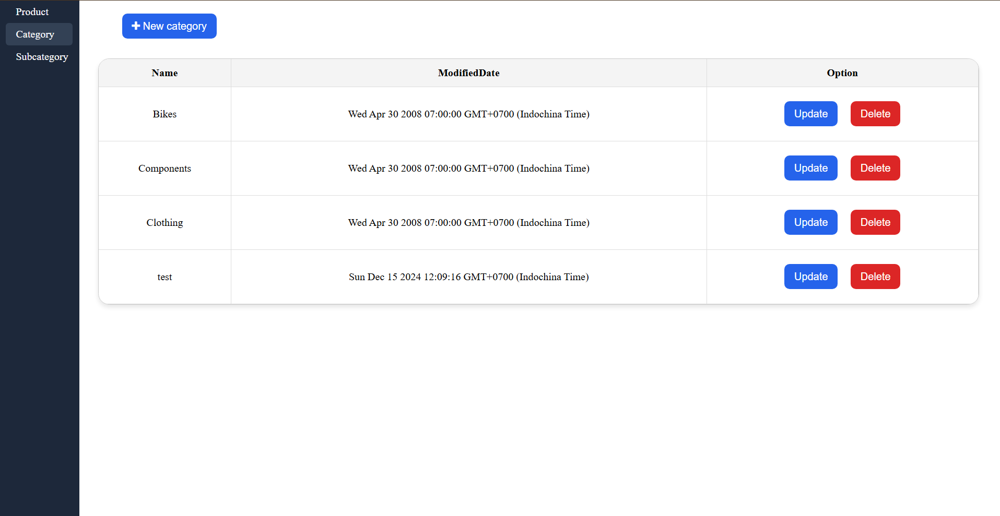 Product
Category
Subcategory
New category
Name ModifiedDate Option
Bikes Wed Apr 30 2008 07:00:00 GMT+0700 (Indochina Time) Update Delete
Components Wed Apr 30 2008 07:00:00 GMT+0700 (Indochina Time) Update Delete
Clothing Wed Apr 30 2008 07:00:00 GMT+0700 (Indochina Time) Update Delete
test Sun Dec 15 2024 12:09:16 GMT+0700 (Indochina Time) Update Delete